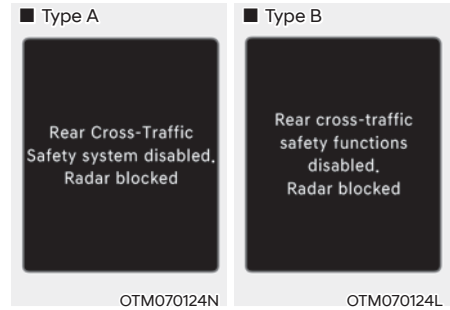 ■ Type A
Rear Cross-Traffic
Safety system disabled.
Radar blocked
OTM070124N
■ Type B
Rear cross-traffic
safety functions
disabled.
Radar blocked
OTM070124L